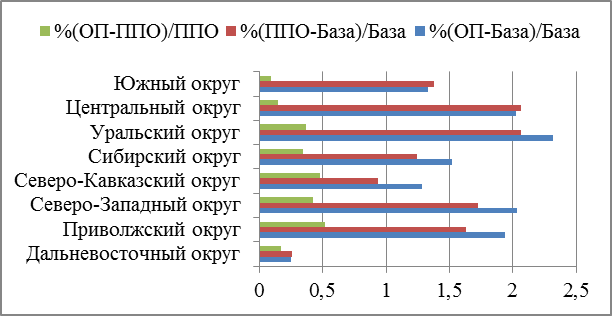 %(ОП-ППО)/ППО %(ППО-База)/База %(ОП-База)/База
Южный округ
Центральный округ
Уральский округ
Сибирский округ
Северо-Кавказский округ
Северо-Западный округ
Приволжский округ
Дальневосточный округ
0 0,5 1 1,5 2 2,5